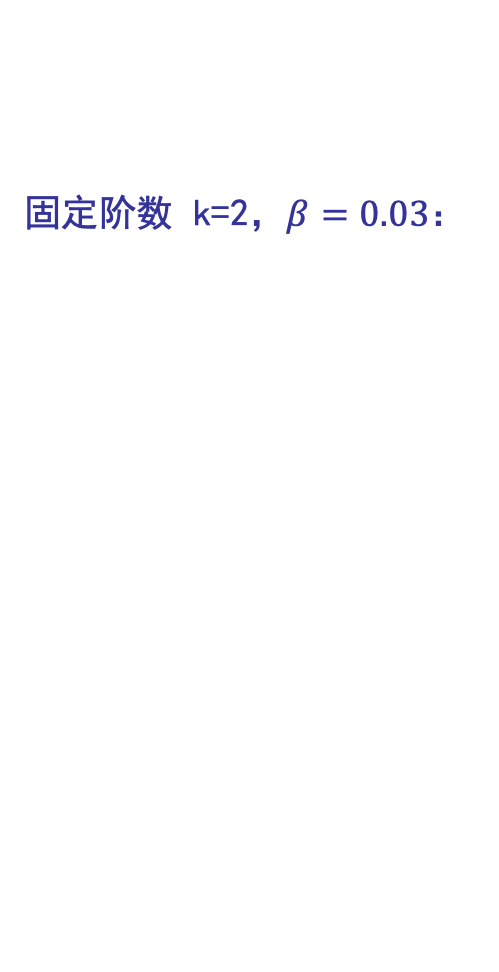 固定阶数 k=2，β = 0.03：